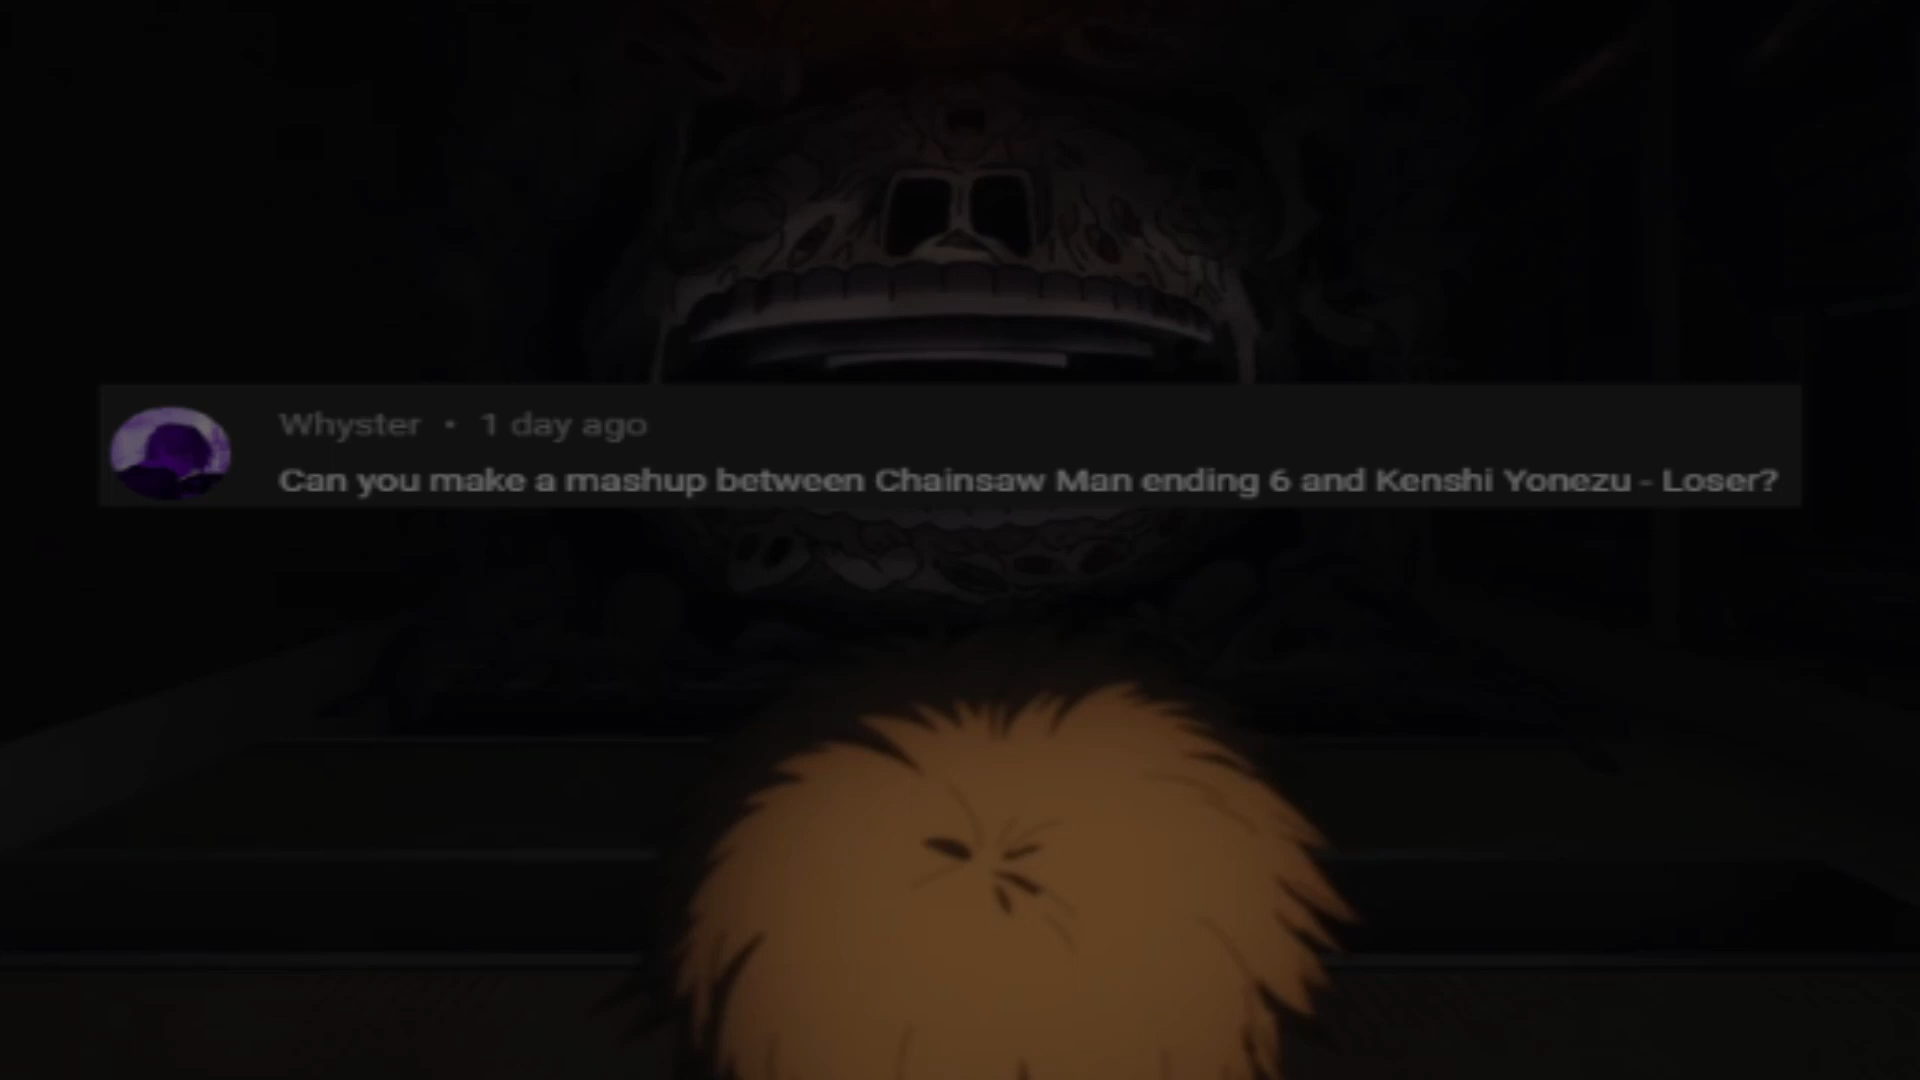 Whyster • 1 day ago
Can you make a mashup between Chainsaw Man ending 6 and Kenshi Yonezu - Loser?